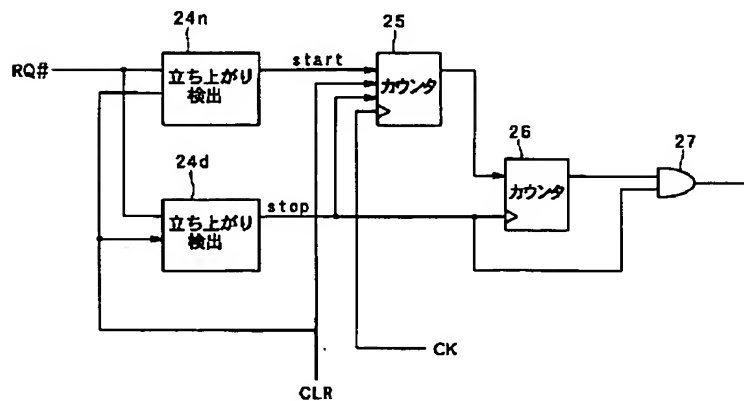 24n
25
RQ#
立ち上がり
検出
start
カウンタ
24d
26
27
立ち上がり
検出
stop
カウンタ
CK
CLR